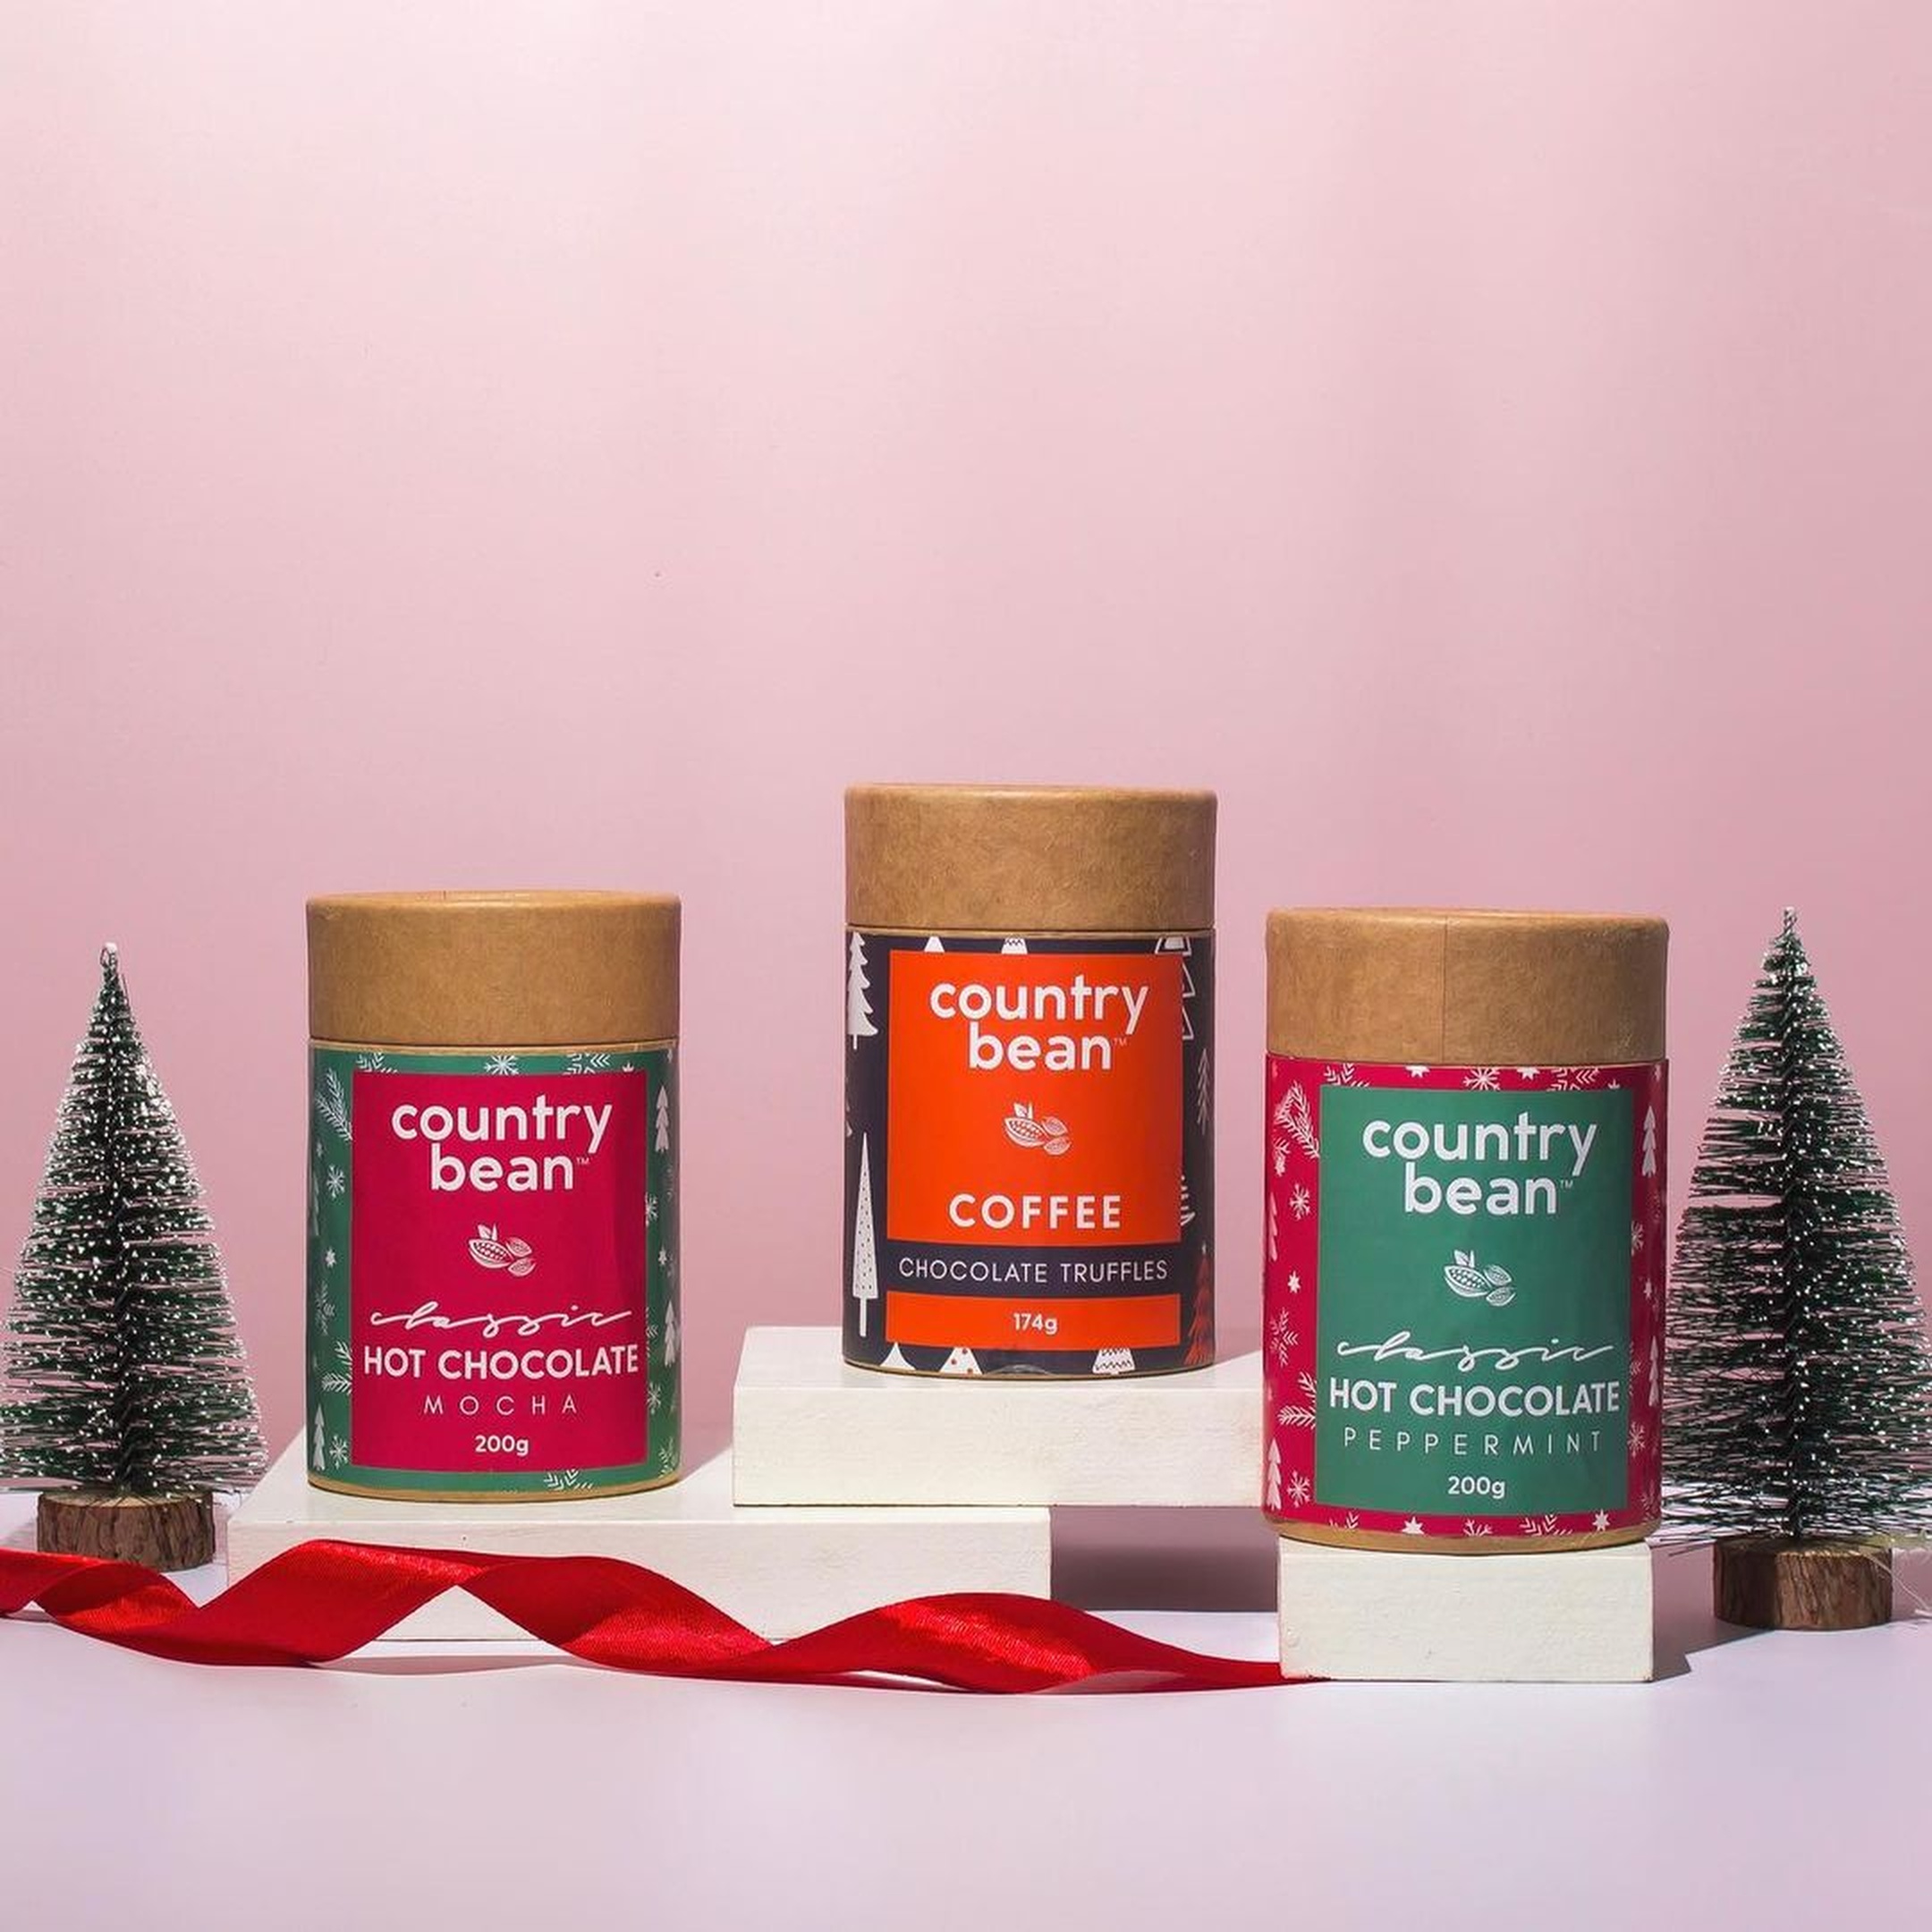 country
bean™
classic
HOT CHOCOLATE
MOCHA
200g
country
bean™
COFFEE
CHOCOLATE TRUFFLES
174g
country
bean™
classic
HOT CHOCOLATE
PEPPERMINT
200g